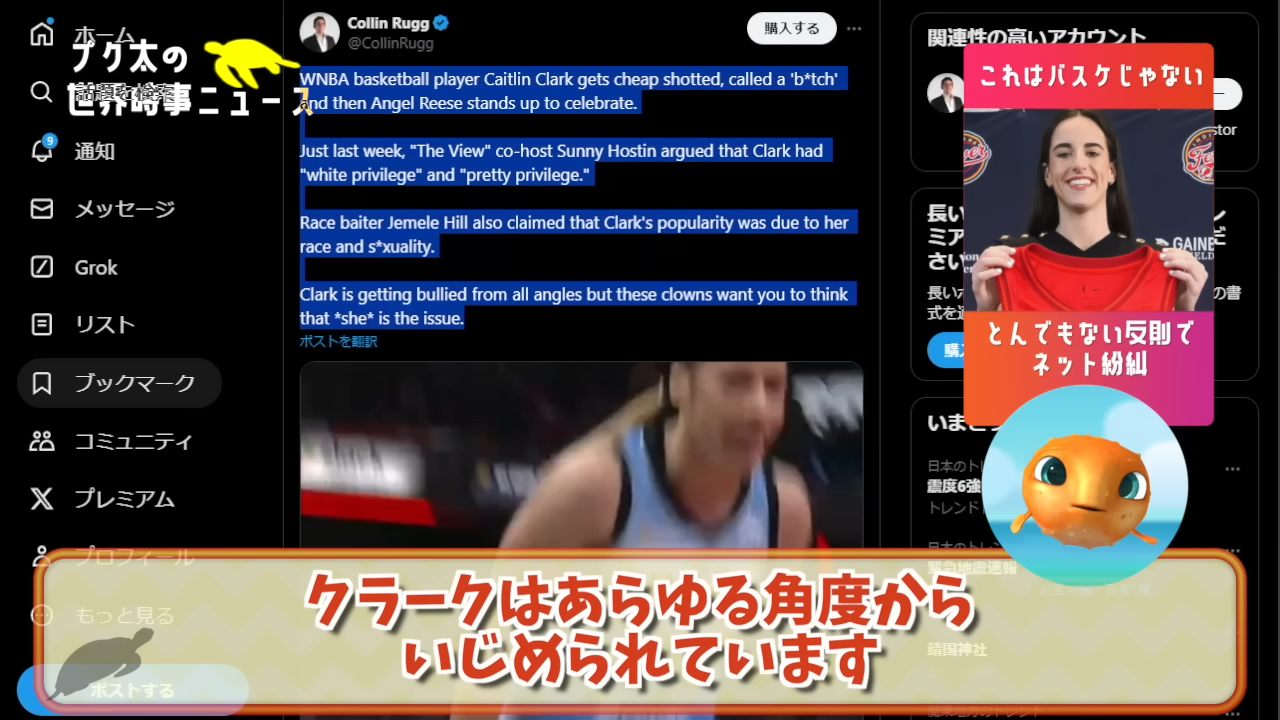 ホーム
プク太の
話題を検索
世界時事ニュース
9
通知
メッセージ
Grok
リスト
ブックマーク
コミュニティ
プレミアム
プロフィール
もっと見る
ポストする
Collin Rugg
@CollinRugg
購入する
WNBA basketball player Caitlin Clark gets cheap shotted, called a 'b*tch'
and then Angel Reese stands up to celebrate.
Just last week, "The View" co-host Sunny Hostin argued that Clark had
"white privilege" and "pretty privilege."
Race baiter Jemele Hill also claimed that Clark's popularity was due to her
race and s*xuality.
Clark is getting bullied from all angles but these clowns want you to think
that *she* is the issue.
ポストを翻訳
関連性の高いアカウント
これはバスケじゃない
とんでもない反則で
ネット紛糾
日本のト
震度6強
トレンド
緊急地震速報
靖国神社
クラークはあらゆる角度から
いじめられています